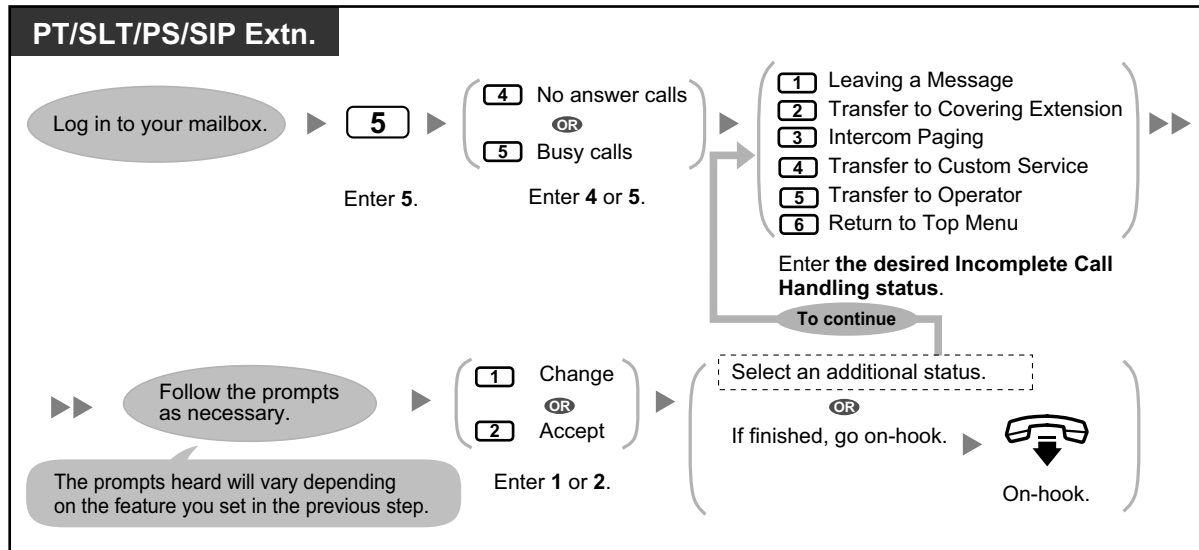 PT/SLT/PS/SIP Extn.
Log in to your mailbox.
5
Enter 5.
4 No answer calls
OR
5 Busy calls
Enter 4 or 5.
1 Leaving a Message
2 Transfer to Covering Extension
3 Intercom Paging
4 Transfer to Custom Service
5 Transfer to Operator
6 Return to Top Menu
Enter the desired Incomplete Call
Handling status.
To continue
Follow the prompts
as necessary.
The prompts heard will vary depending
on the feature you set in the previous step.
1 Change
OR
2 Accept
Enter 1 or 2.
Select an additional status.
OR
If finished, go on-hook.
On-hook.